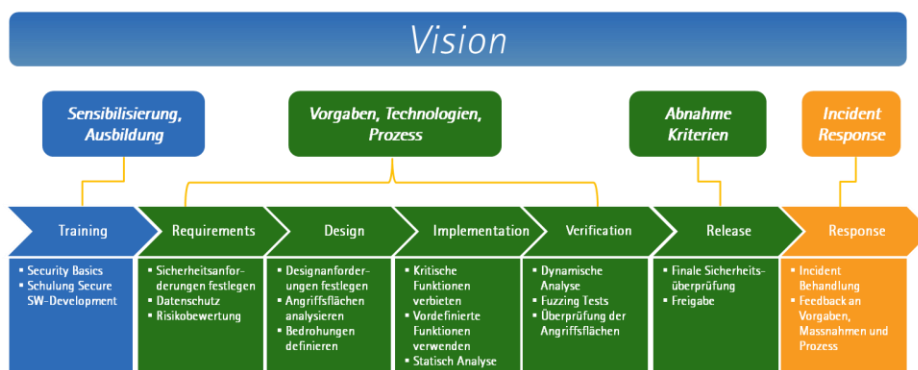 Vision
Sensibilisierung,
Ausbildung
Vorgaben, Technologien,
Prozess
Abnahme
Kriterien
Incident
Response
Training
Requirements
Design
Implementation
Verification
Release
Response
▪ Security Basics
▪ Schulung Secure
SW-Development
▪ Sicherheitsanfor-
derungen festlegen
▪ Datenschutz
▪ Risikobewertung
▪ Designanforder-
ungen festlegen
▪ Angriffsflächen
analysieren
▪ Bedrohungen
definieren
▪ Kritische
Funktionen
verbieten
▪ Vordefinierte
Funktionen
verwenden
▪ Statisch Analyse
▪ Dynamische
Analyse
▪ Fuzzing Tests
▪ Überprüfung der
Angriffsflächen
▪ Finale Sicherheits-
überprüfung
▪ Freigabe
▪ Incident
Behandlung
▪ Feedback an
Vorgaben,
Massnahmen und
Prozess